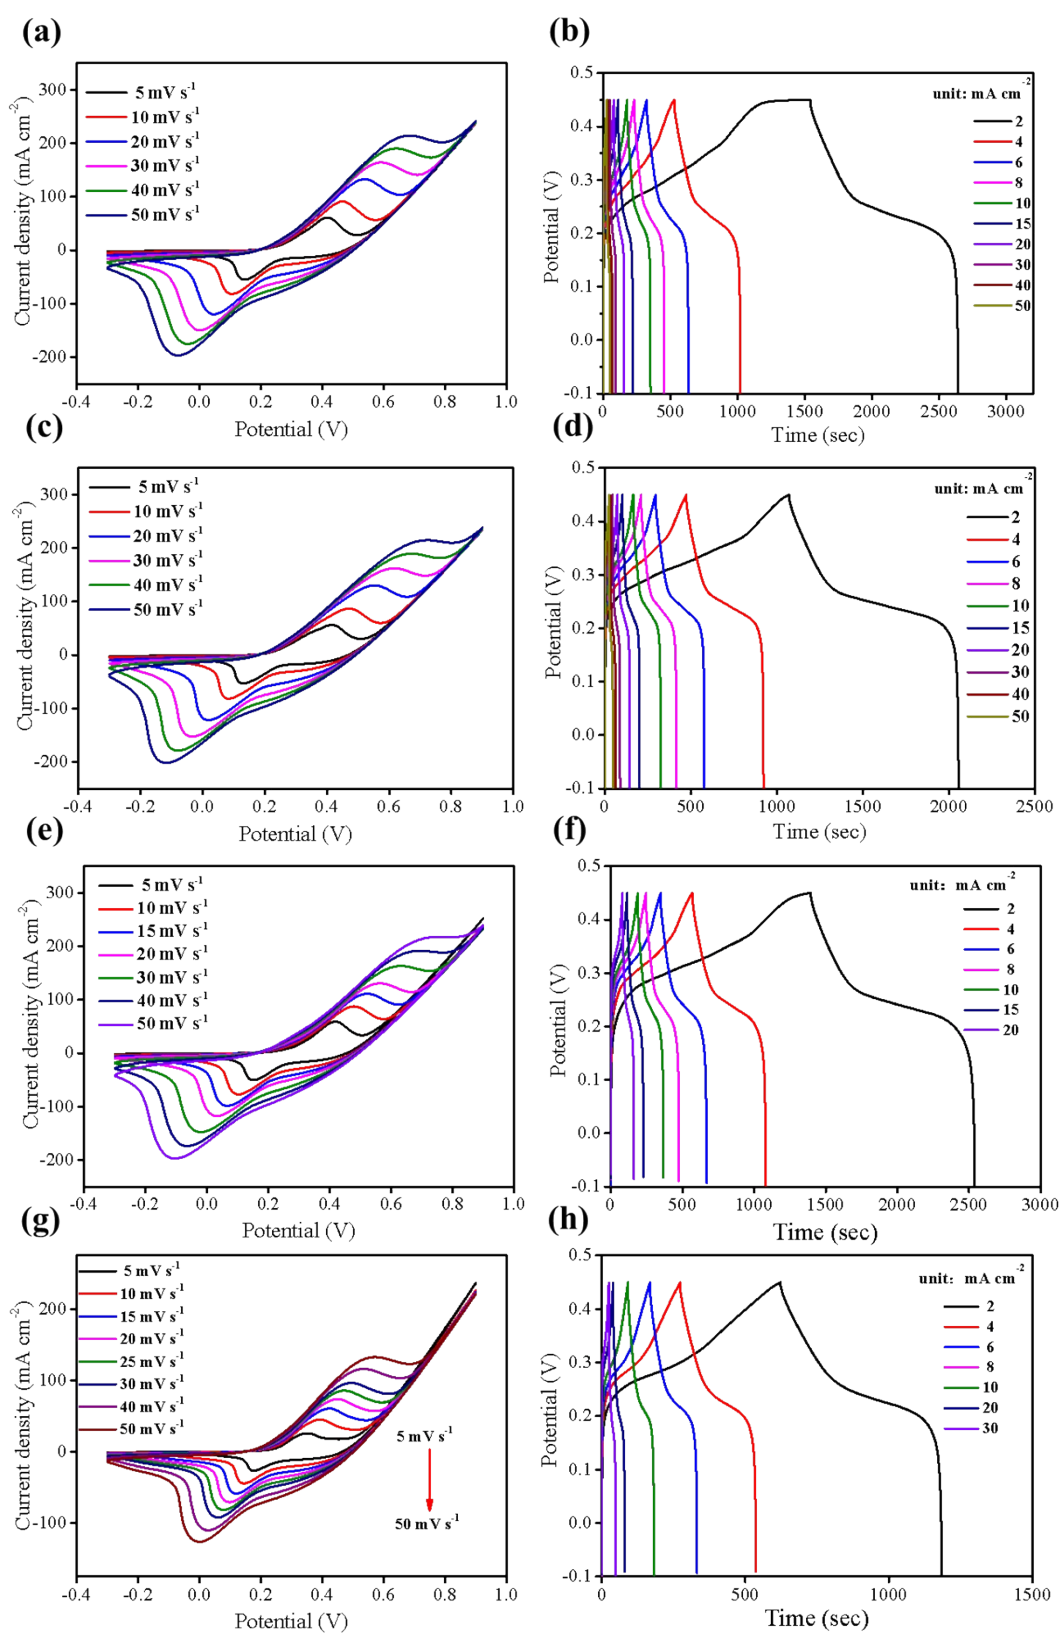 (a)
Current density (mA cm-2)
300
200
100
0
-100
-200
5 mV s-1
10 mV s-1
20 mV s-1
30 mV s-1
40 mV s-1
50 mV s-1
-0.4 -0.2 0.0 0.2 0.4 0.6 0.8 1.0
Potential (V)
(b)
Potential (V)
0.5
0.4
0.3
0.2
0.1
0.0
-0.1
unit: mA cm-2
2
4
6
8
10
15
20
30
40
50
0 500 1000 1500 2000 2500 3000
Time (sec)
(c)
Current density (mA cm-2)
300
200
100
0
-100
-200
5 mV s-1
10 mV s-1
20 mV s-1
30 mV s-1
40 mV s-1
50 mV s-1
-0.4 -0.2 0.0 0.2 0.4 0.6 0.8 1.0
Potential (V)
(d)
Potential (V)
0.5
0.4
0.3
0.2
0.1
0.0
-0.1
unit: mA cm-2
2
4
6
8
10
15
20
30
40
50
0 500 1000 1500 2000 2500
Time (sec)
(e)
Current density (mA cm-2)
300
200
100
0
-100
-200
5 mV s-1
10 mV s-1
15 mV s-1
20 mV s-1
30 mV s-1
40 mV s-1
50 mV s-1
-0.4 -0.2 0.0 0.2 0.4 0.6 0.8 1.0
Potential (V)
(f)
Potential (V)
0.5
0.4
0.3
0.2
0.1
0.0
-0.1
unit: mA cm-2
2
4
6
8
10
15
20
0 500 1000 1500 2000 2500 3000
Time (sec)
(g)
Current density (mA cm-2)
200
100
0
-100
5 mV s-1
10 mV s-1
15 mV s-1
20 mV s-1
25 mV s-1
30 mV s-1
40 mV s-1
50 mV s-1
5 mV s-1
50 mV s-1
-0.4 -0.2 0.0 0.2 0.4 0.6 0.8 1.0
Potential (V)
(h)
Potential (V)
0.5
0.4
0.3
0.2
0.1
0.0
-0.1
unit: mA cm-2
2
4
6
8
10
20
30
0 500 1000 1500
Time (sec)